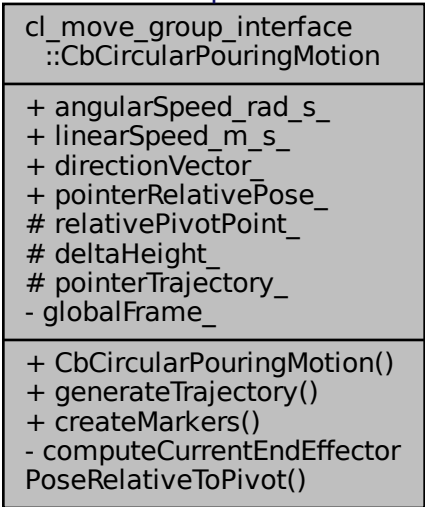 cl_move_group_interface
::CbCircularPouringMotion
+ angularSpeed_rad_s_
+ linearSpeed_m_s_
+ directionVector_
+ pointerRelativePose_
# relativePivotPoint_
# deltaHeight_
# pointerTrajectory_
- globalFrame_
+ CbCircularPouringMotion()
+ generateTrajectory()
+ createMarkers()
- computeCurrentEndEffector
PoseRelativeToPivot()